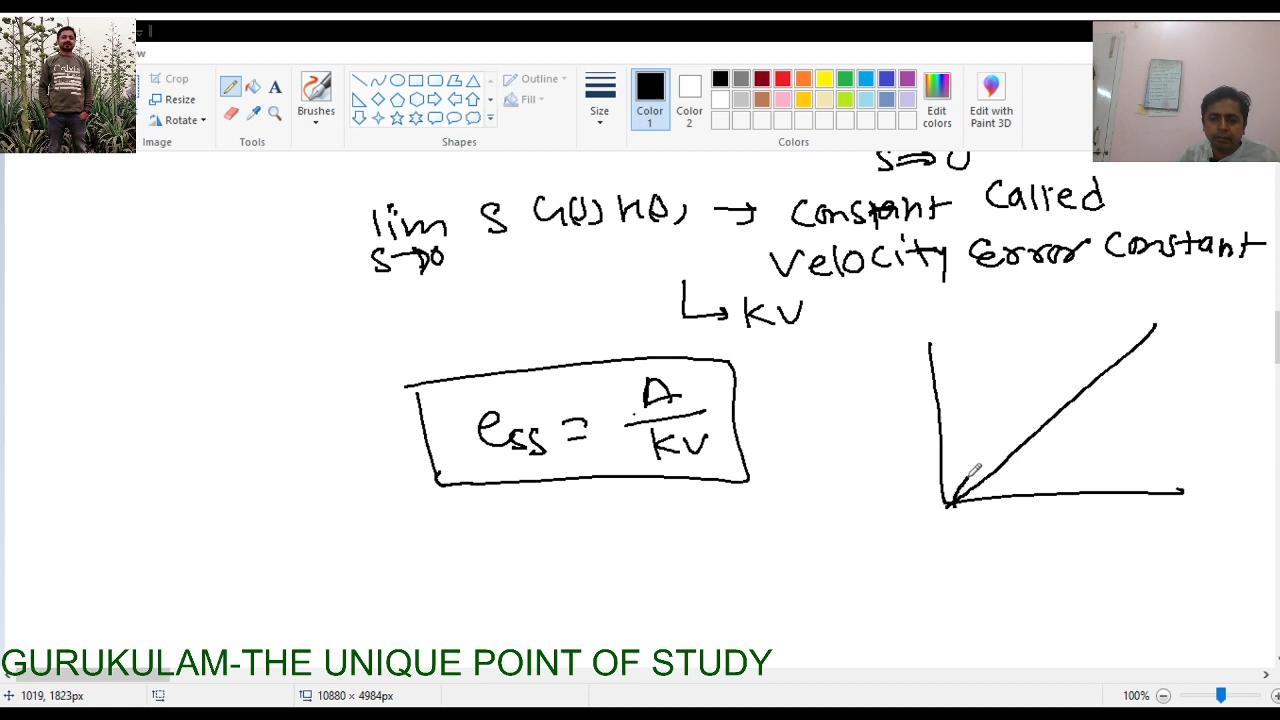 w
Crop
Resize
Rotate
Image
Tools
Brushes
Shapes
Outline
Fill
Size
Color 1
Color 2
Colors
Edit colors
Edit with Paint 3D
S ⇒ 0
lim S G(s) H(s) → constant called
s→0
velocity error constant
↳ kv
ess = A / kv
GURUKULAM-THE UNIQUE POINT OF STUDY
1019, 1823px
10880 × 4984px
100%